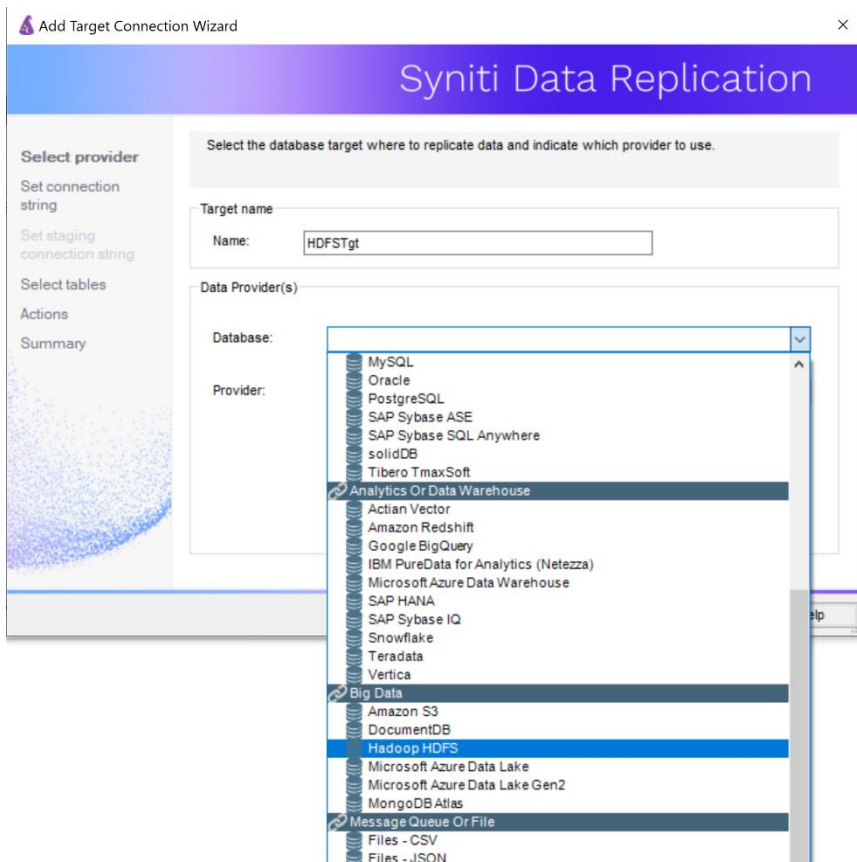 Add Target Connection Wizard
Syniti Data Replication
Select provider
Set connection
string
Set staging
connection string
Select tables
Actions
Summary
Select the database target where to replicate data and indicate which provider to use.
Target name
Name:
HDFSTgt
Data Provider(s)
Database:
Provider:
MySQL
Oracle
PostgreSQL
SAP Sybase ASE
SAP Sybase SQL Anywhere
solidDB
Tibero TmaxSoft
Analytics Or Data Warehouse
Actian Vector
Amazon Redshift
Google BigQuery
IBM PureData for Analytics (Netezza)
Microsoft Azure Data Warehouse
SAP HANA
SAP Sybase IQ
Snowflake
Teradata
Vertica
Big Data
Amazon S3
DocumentDB
Hadoop HDFS
Microsoft Azure Data Lake
Microsoft Azure Data Lake Gen2
MongoDB Atlas
Message Queue Or File
Files - CSV
Files - JSON